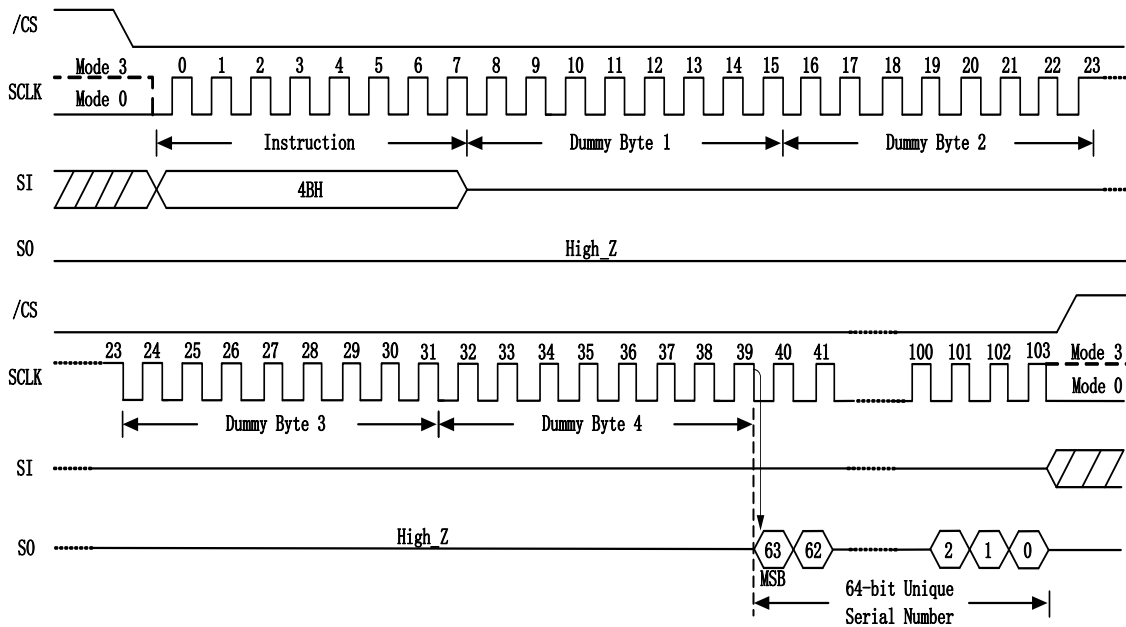 /CS
Mode 3 0 1 2 3 4 5 6 7 8 9 10 11 12 13 14 15 16 17 18 19 20 21 22 23
SCLK Mode 0
Instruction Dummy Byte 1 Dummy Byte 2
SI 4BH
SO High_Z
/CS
23 24 25 26 27 28 29 30 31 32 33 34 35 36 37 38 39 40 41 100 101 102 103 Mode 3
SCLK Mode 0
Dummy Byte 3 Dummy Byte 4
SI
High_Z
SO 63 62 2 1 0
MSB
64-bit Unique
Serial Number